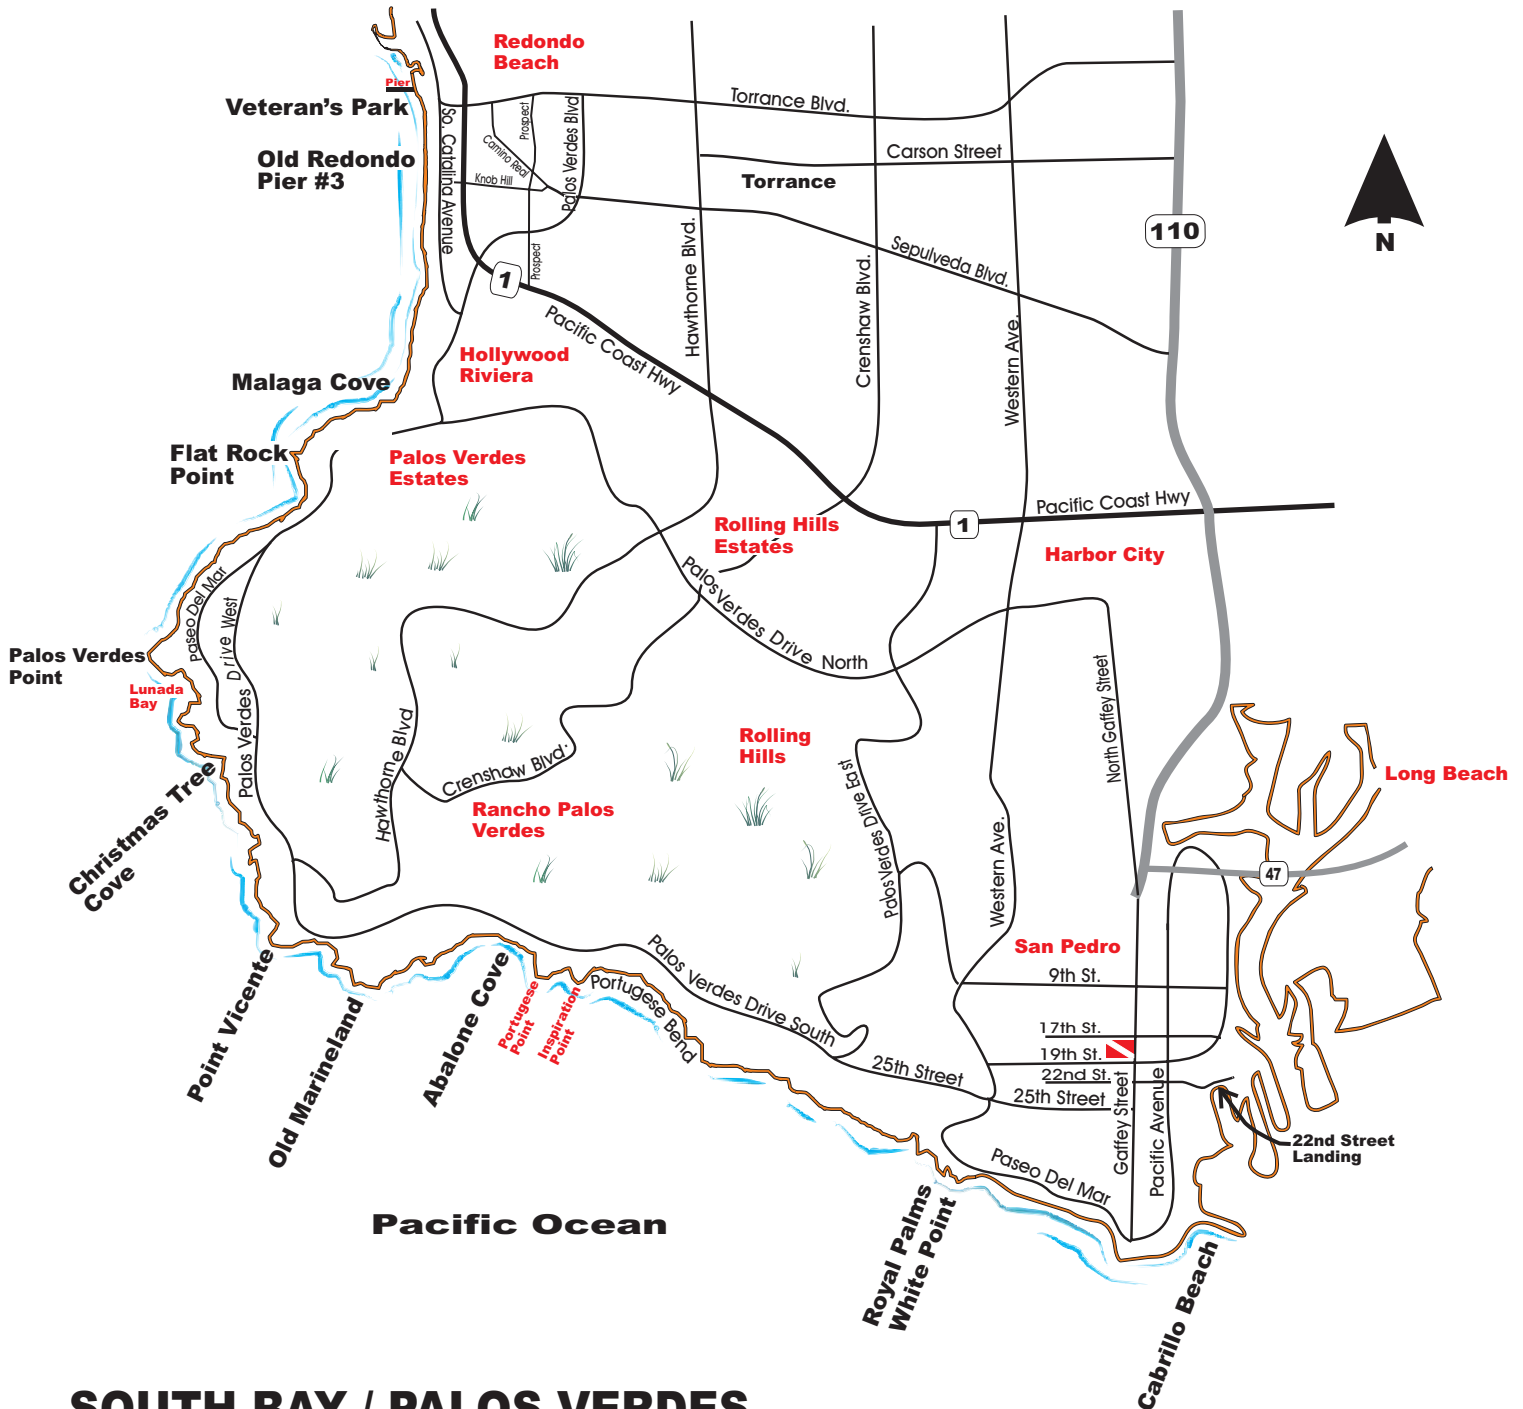 Redondo
Beach
Pier
Veteran's Park
Old Redondo
Pier #3
So. Catalina Avenue
Prospect
Camino Real
Knob Hill
Palos Verdes Blvd
Prospect
Torrance Blvd.
Carson Street
Torrance
110
N
Sepulveda Blvd.
Hawthorne Blvd.
Crenshaw Blvd.
Western Ave.
1
Pacific Coast Hwy
Hollywood
Riviera
Malaga Cove
Flat Rock
Point
Palos Verdes
Estates
Rolling Hills
Estates
1
Pacific Coast Hwy
Harbor City
Palos Verdes Drive North
Paseo Del Mar
Palos Verdes Drive West
Palos Verdes
Point
Lunada
Bay
Christmas Tree
Cove
Hawthorne Blvd
Crenshaw Blvd.
Rancho Palos
Verdes
Rolling
Hills
Palos Verdes Drive East
North Gaffey Street
Western Ave.
Long Beach
47
San Pedro
9th St.
17th St.
19th St.
22nd St.
25th Street
25th Street
Gaffey Street
Pacific Avenue
22nd Street
Landing
Palos Verdes Drive South
Portugese Bend
Point Vicente
Old Marineland
Abalone Cove
Portugese
Point
Inspiration
Point
Paseo Del Mar
Royal Palms
White Point
Cabrillo Beach
Pacific Ocean
SOUTH BAY / PALOS VERDES